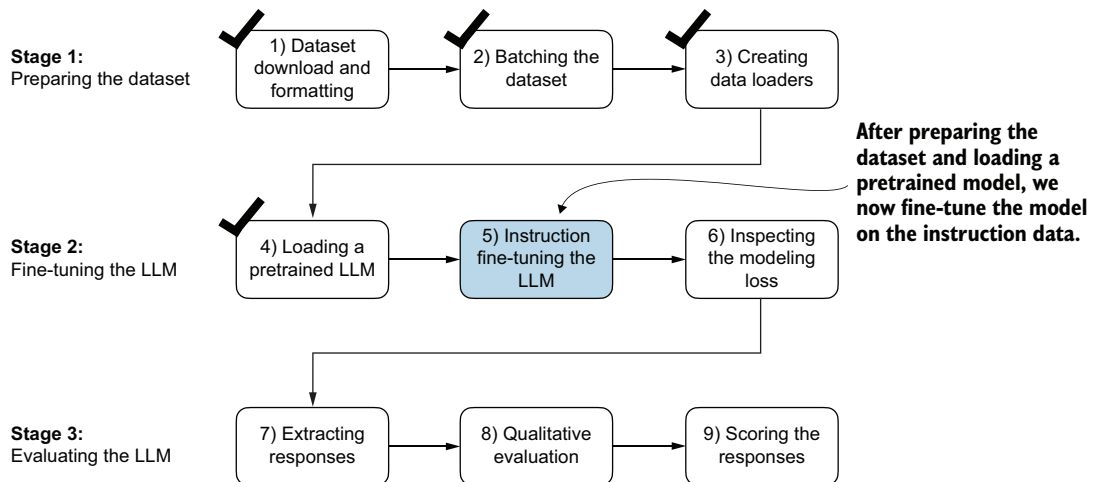 Stage 1:
Preparing the dataset
1) Dataset
download and
formatting
2) Batching the
dataset
3) Creating
data loaders
After preparing the
dataset and loading a
pretrained model, we
now fine-tune the model
on the instruction data.
Stage 2:
Fine-tuning the LLM
4) Loading a
pretrained LLM
5) Instruction
fine-tuning the
LLM
6) Inspecting
the modeling
loss
Stage 3:
Evaluating the LLM
7) Extracting
responses
8) Qualitative
evaluation
9) Scoring the
responses